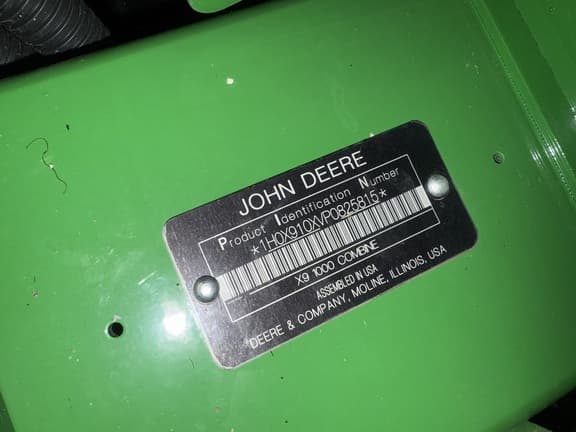 JOHN DEERE
Product Identification Number
*1H0X910XVP0825815*
X9 1000 COMBINE
ASSEMBLED IN USA
DEERE & COMPANY, MOLINE, ILLINOIS, USA